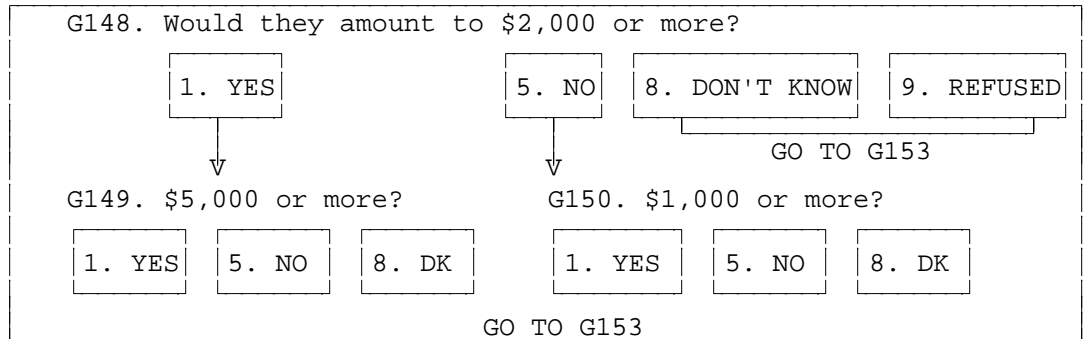 G148. Would they amount to $2,000 or more?
1. YES 5. NO 8. DON'T KNOW 9. REFUSED
GO TO G153
G149. $5,000 or more? G150. $1,000 or more?
1. YES 5. NO 8. DK 1. YES 5. NO 8. DK
GO TO G153